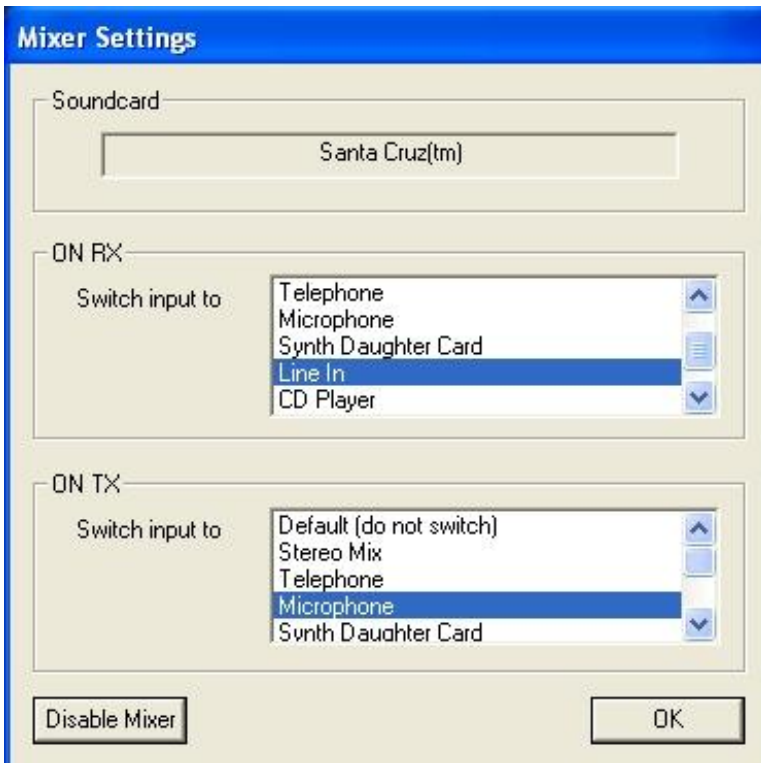 Mixer Settings
Soundcard
Santa Cruz(tm)
ON RX
Switch input to
Telephone
Microphone
Synth Daughter Card
Line In
CD Player
ON TX
Switch input to
Default (do not switch)
Stereo Mix
Telephone
Microphone
Synth Daughter Card
Disable Mixer
OK